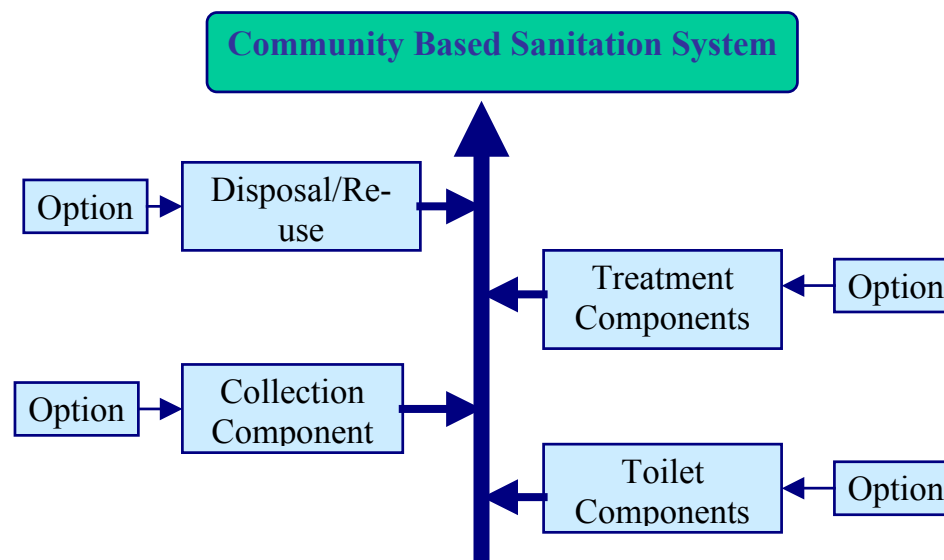 Community Based Sanitation System
Option
Disposal/Re-
use
Treatment
Components
Option
Option
Collection
Component
Toilet
Components
Option